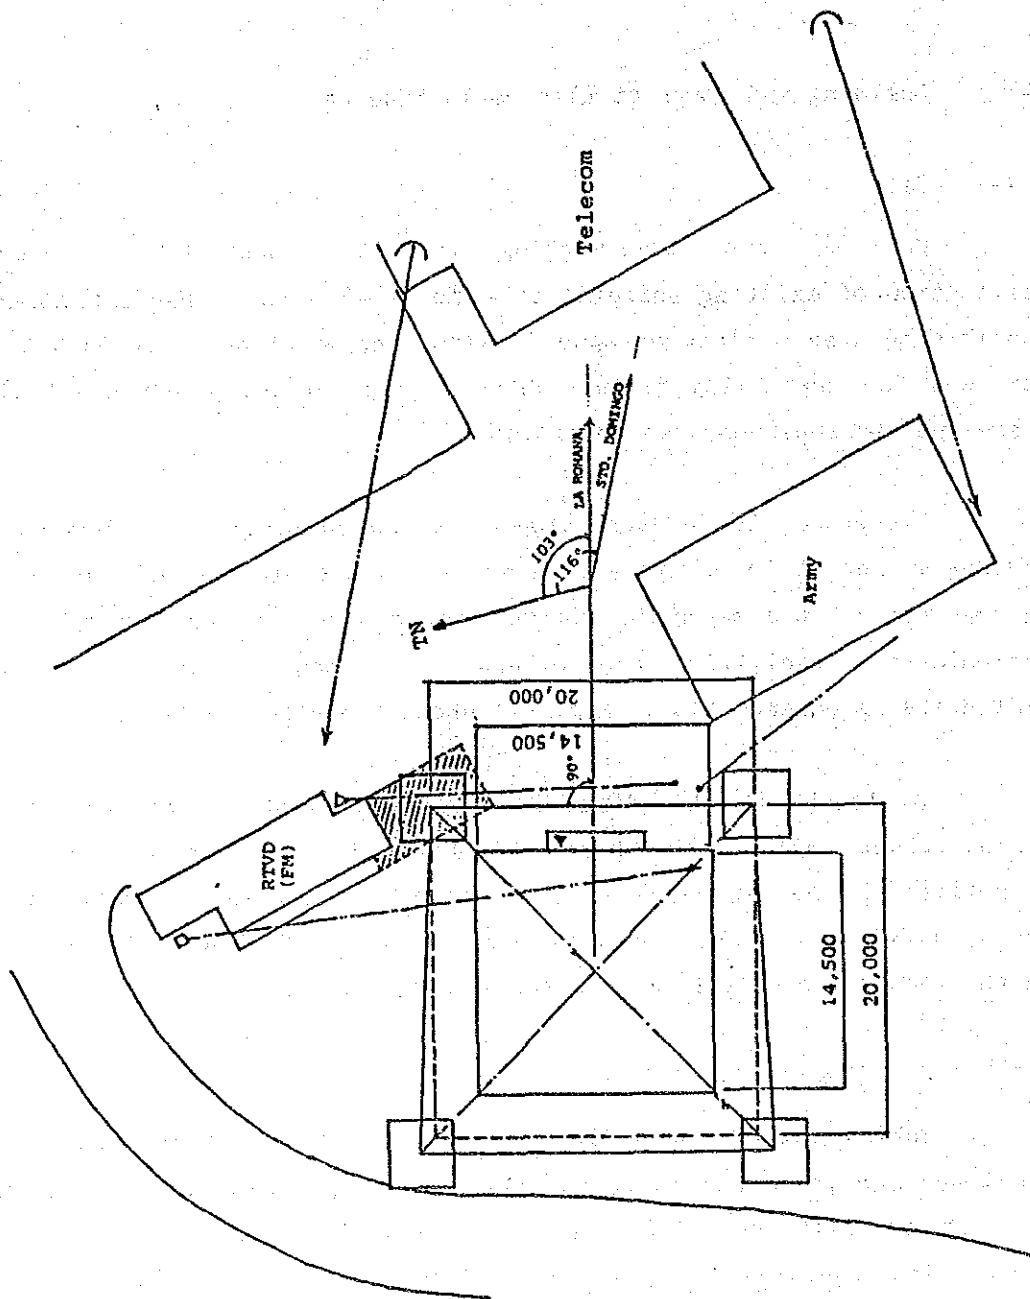 Telecom
LA ROMANA
STO. DOMINGO
103°
116°
TN
Army
20,000
14,500
90°
RTVD
(FM)
14,500
20,000